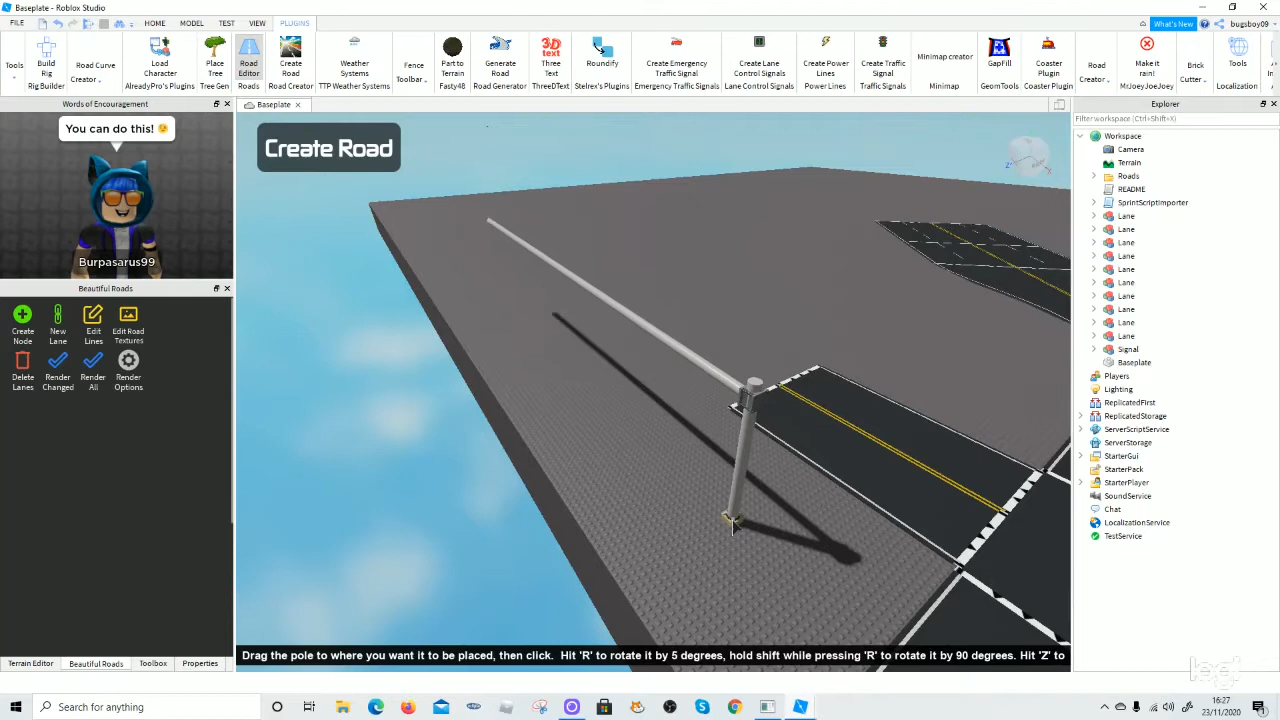 Baseplate - Roblox Studio
FILE HOME MODEL TEST VIEW PLUGINS What's New bugsboy09
Tools
Build Rig
Rig Builder
Road Curve Creator
Load Character
AlreadyPro's Plugins
Place Tree
Tree Gen
Road Editor
Roads
Create Road
Road Creator
Weather Systems
TTP Weather Systems
Fence Toolbar
Part to Terrain
Fasty48
Generate Road
Road Generator
Three Text
ThreeDText
Roundify
Stelrex's Plugins
Create Emergency Traffic Signal
Emergency Traffic Signals
Create Lane Control Signals
Lane Control Signals
Create Power Lines
Power Lines
Create Traffic Signal
Traffic Signals
Minimap creator
Minimap
GapFill
GeomTools
Coaster Plugin
Coaster Plugin
Road Creator
Make it rain!
MrJoeyJoeJoey
Brick Cutter
Tools
Localization
Words of Encouragement
You can do this!
Burpasarus99
Beautiful Roads
Create Node
New Lane
Edit Lines
Edit Road Textures
Delete Lanes
Render Changed
Render All
Render Options
Terrain Editor Beautiful Roads Toolbox Properties
Baseplate
Create Road
Drag the pole to where you want it to be placed, then click. Hit 'R' to rotate it by 5 degrees, hold shift while pressing 'R' to rotate it by 90 degrees. Hit 'Z' to
Explorer
Filter workspace (Ctrl+Shift+X)
Workspace
Camera
Terrain
Roads
README
SprintScriptImporter
Lane
Lane
Lane
Lane
Lane
Lane
Lane
Lane
Lane
Lane
Signal
Baseplate
Players
Lighting
ReplicatedFirst
ReplicatedStorage
ServerScriptService
ServerStorage
StarterGui
StarterPack
StarterPlayer
SoundService
Chat
LocalizationService
TestService
Type here to search
16:27
23/11/2020